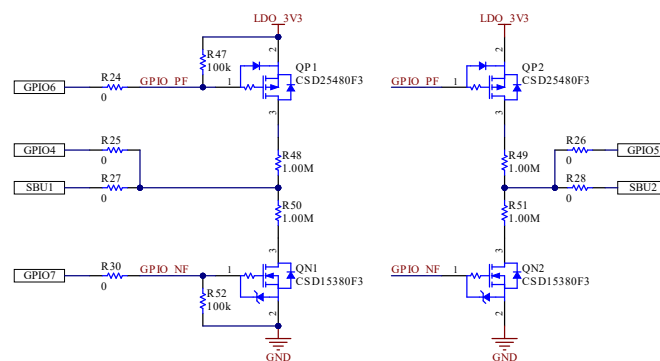 LDO_3V3
LDO_3V3
2
2
R47
100k
QP1
CSD25480F3
QP2
CSD25480F3
GPIO6
R24
0
GPIO_PF
1
GPIO_PF
1
3
3
GPIO4
R25
0
R48
1.00M
R49
1.00M
R26
0
GPIO5
SBU1
R27
0
R28
0
SBU2
R50
1.00M
R51
1.00M
3
3
GPIO7
R30
0
GPIO_NF
1
QN1
CSD15380F3
GPIO_NF
1
QN2
CSD15380F3
R52
100k
2
2
GND
GND